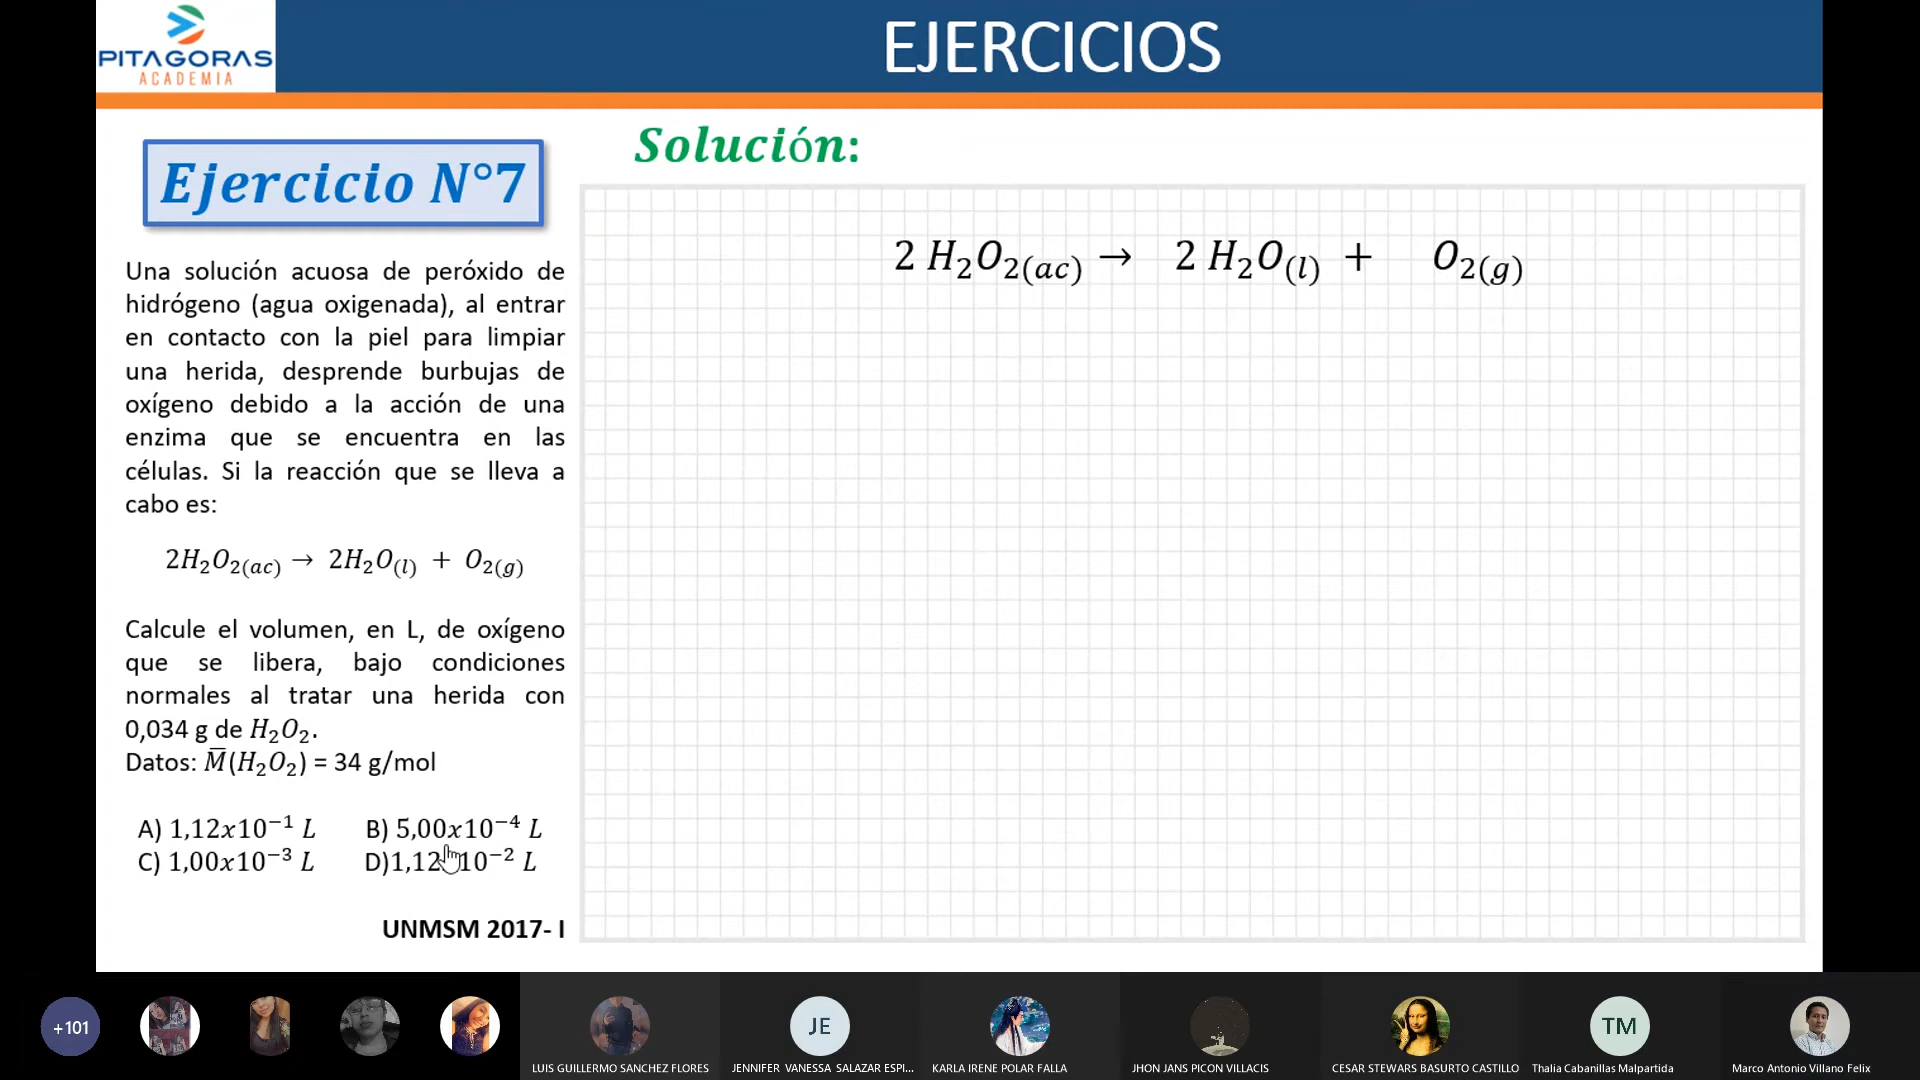 PITAGORAS
ACADEMIA
EJERCICIOS
Ejercicio N°7
Solución:
Una solución acuosa de peróxido de
hidrógeno (agua oxigenada), al entrar
en contacto con la piel para limpiar
una herida, desprende burbujas de
oxígeno debido a la acción de una
enzima que se encuentra en las
células. Si la reacción que se lleva a
cabo es:
2H₂O₂(ac) → 2H₂O(l) + O₂(g)
Calcule el volumen, en L, de oxígeno
que se libera, bajo condiciones
normales al tratar una herida con
0,034 g de H₂O₂.
Datos: M̅(H₂O₂) = 34 g/mol
A) 1,12x10⁻¹ L B) 5,00x10⁻⁴ L
C) 1,00x10⁻³ L D)1,12x10⁻² L
UNMSM 2017- I
2 H₂O₂(ac) → 2 H₂O(l) + O₂(g)
+101
JE
TM
LUIS GUILLERMO SANCHEZ FLORES
JENNIFER VANESSA SALAZAR ESPI...
KARLA IRENE POLAR FALLA
JHON JANS PICON VILLACIS
CESAR STEWARS BASURTO CASTILLO
Thalia Cabanillas Malpartida
Marco Antonio Villano Felix